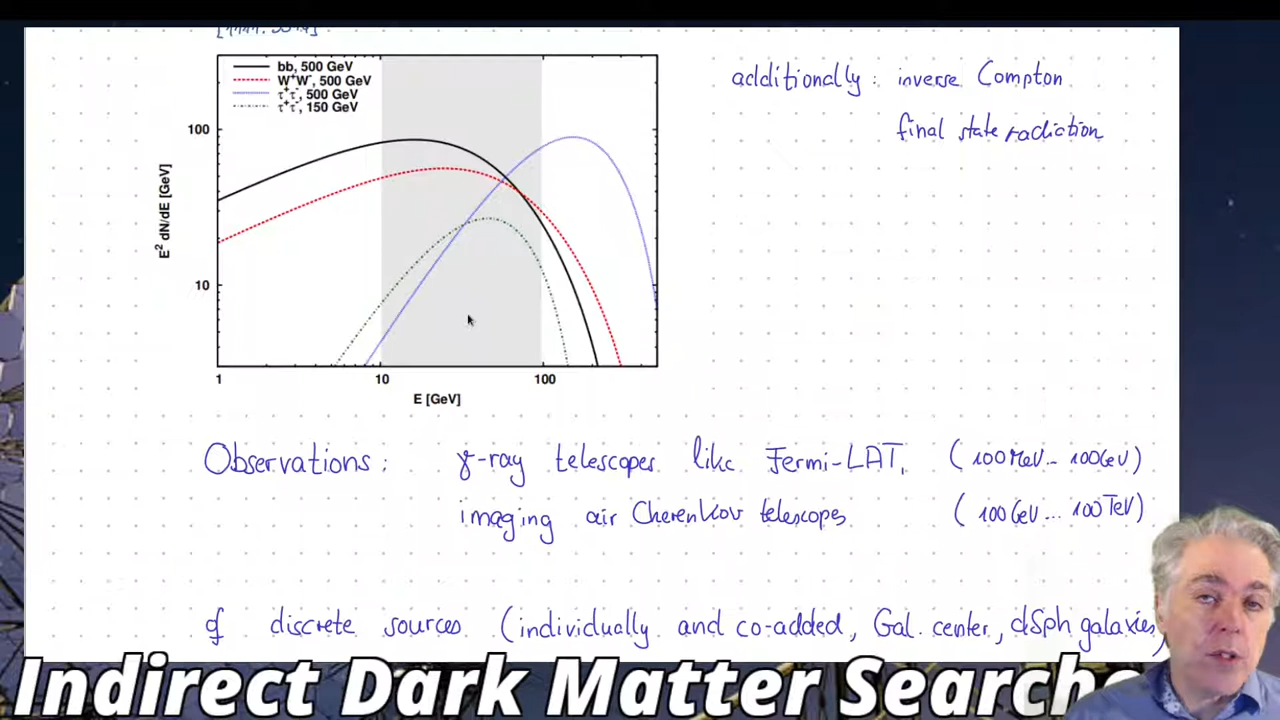 bb, 500 GeV
W⁺W⁻, 500 GeV
τ⁺τ⁻, 500 GeV
τ⁺τ⁻, 150 GeV
100
10
E² dN/dE [GeV]
1 10 100
E [GeV]
additionally: inverse Compton
final state radiation
Observations: γ-ray telescopes like Fermi-LAT, (100MeV... 100GeV)
imaging air Cherenkov telescopes (100GeV... 100TeV)
of discrete sources (individually and co-added, Gal. center, dSph galaxies,
Indirect Dark Matter Searche